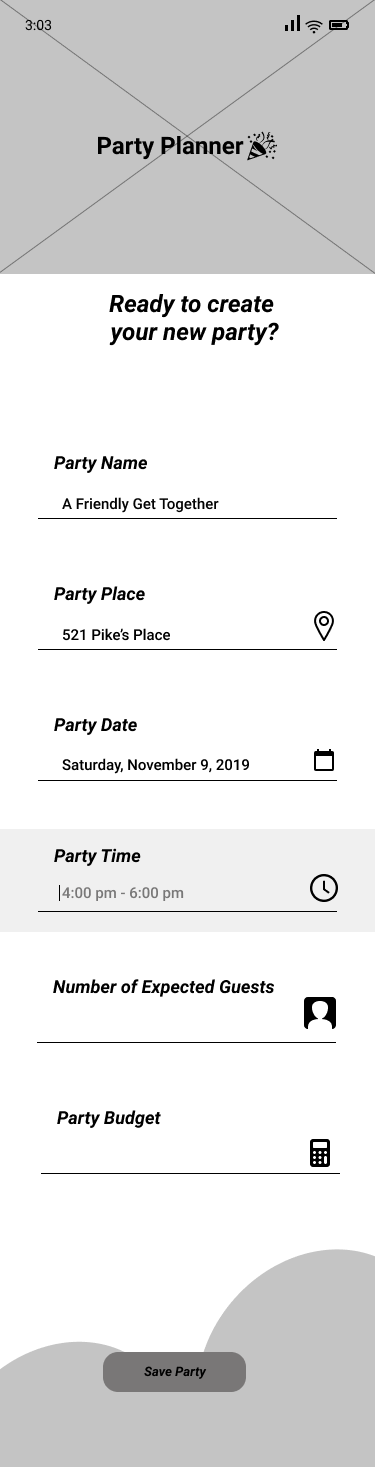 3:03
Party Planner
Ready to create
your new party?
Party Name
A Friendly Get Together
Party Place
521 Pike’s Place
Party Date
Saturday, November 9, 2019
Party Time
4:00 pm - 6:00 pm
Number of Expected Guests
Party Budget
Save Party